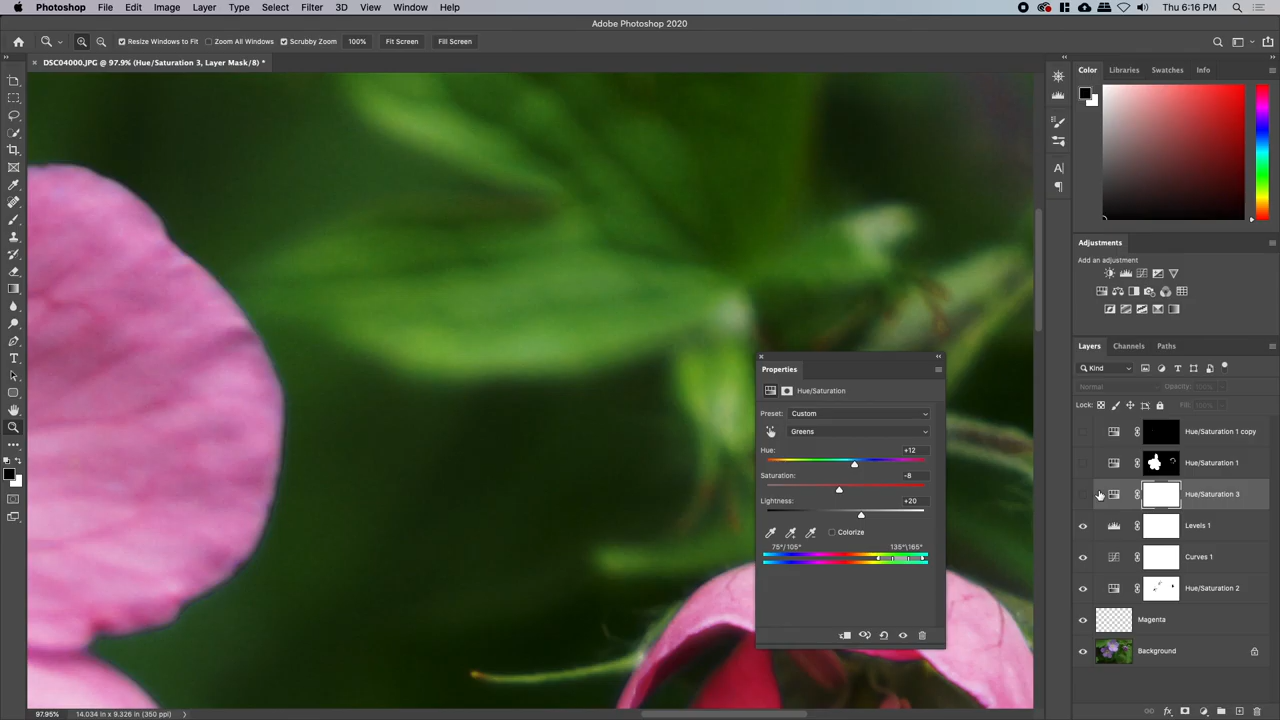 Photoshop File Edit Image Layer Type Select Filter 3D View Window Help Thu 6:16 PM
Adobe Photoshop 2020
Resize Windows to Fit Zoom All Windows Scrubby Zoom 100% Fit Screen Fill Screen
DSC04000.JPG @ 97.9% (Hue/Saturation 3, Layer Mask/8) *
Color Libraries Swatches Info
Adjustments
Add an adjustment
Layers Channels Paths
Kind
Normal Opacity: 100%
Lock: Fill: 100%
Hue/Saturation 1 copy
Hue/Saturation 1
Hue/Saturation 3
Levels 1
Curves 1
Hue/Saturation 2
Magenta
Background
Properties
Hue/Saturation
Preset: Custom
Greens
Hue: +12
Saturation: -8
Lightness: +20
Colorize
75°/105° 135°\165°
97.95% 14.034 in x 9.326 in (350 ppi)